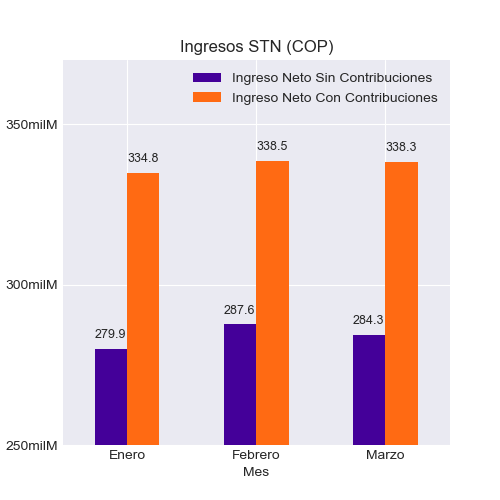 Ingresos STN (COP)
Ingreso Neto Sin Contribuciones
Ingreso Neto Con Contribuciones
350milM
300milM
250milM
334.8
338.5
338.3
279.9
287.6
284.3
Enero
Febrero
Marzo
Mes